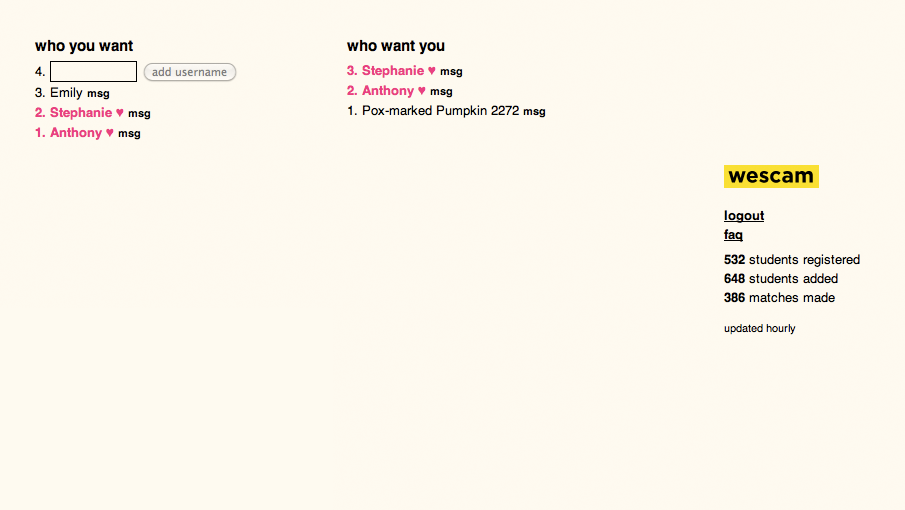 who you want
4. add username
3. Emily msg
2. Stephanie ♥ msg
1. Anthony ♥ msg
who want you
3. Stephanie ♥ msg
2. Anthony ♥ msg
1. Pox-marked Pumpkin 2272 msg
wescam
logout
faq
532 students registered
648 students added
386 matches made
updated hourly